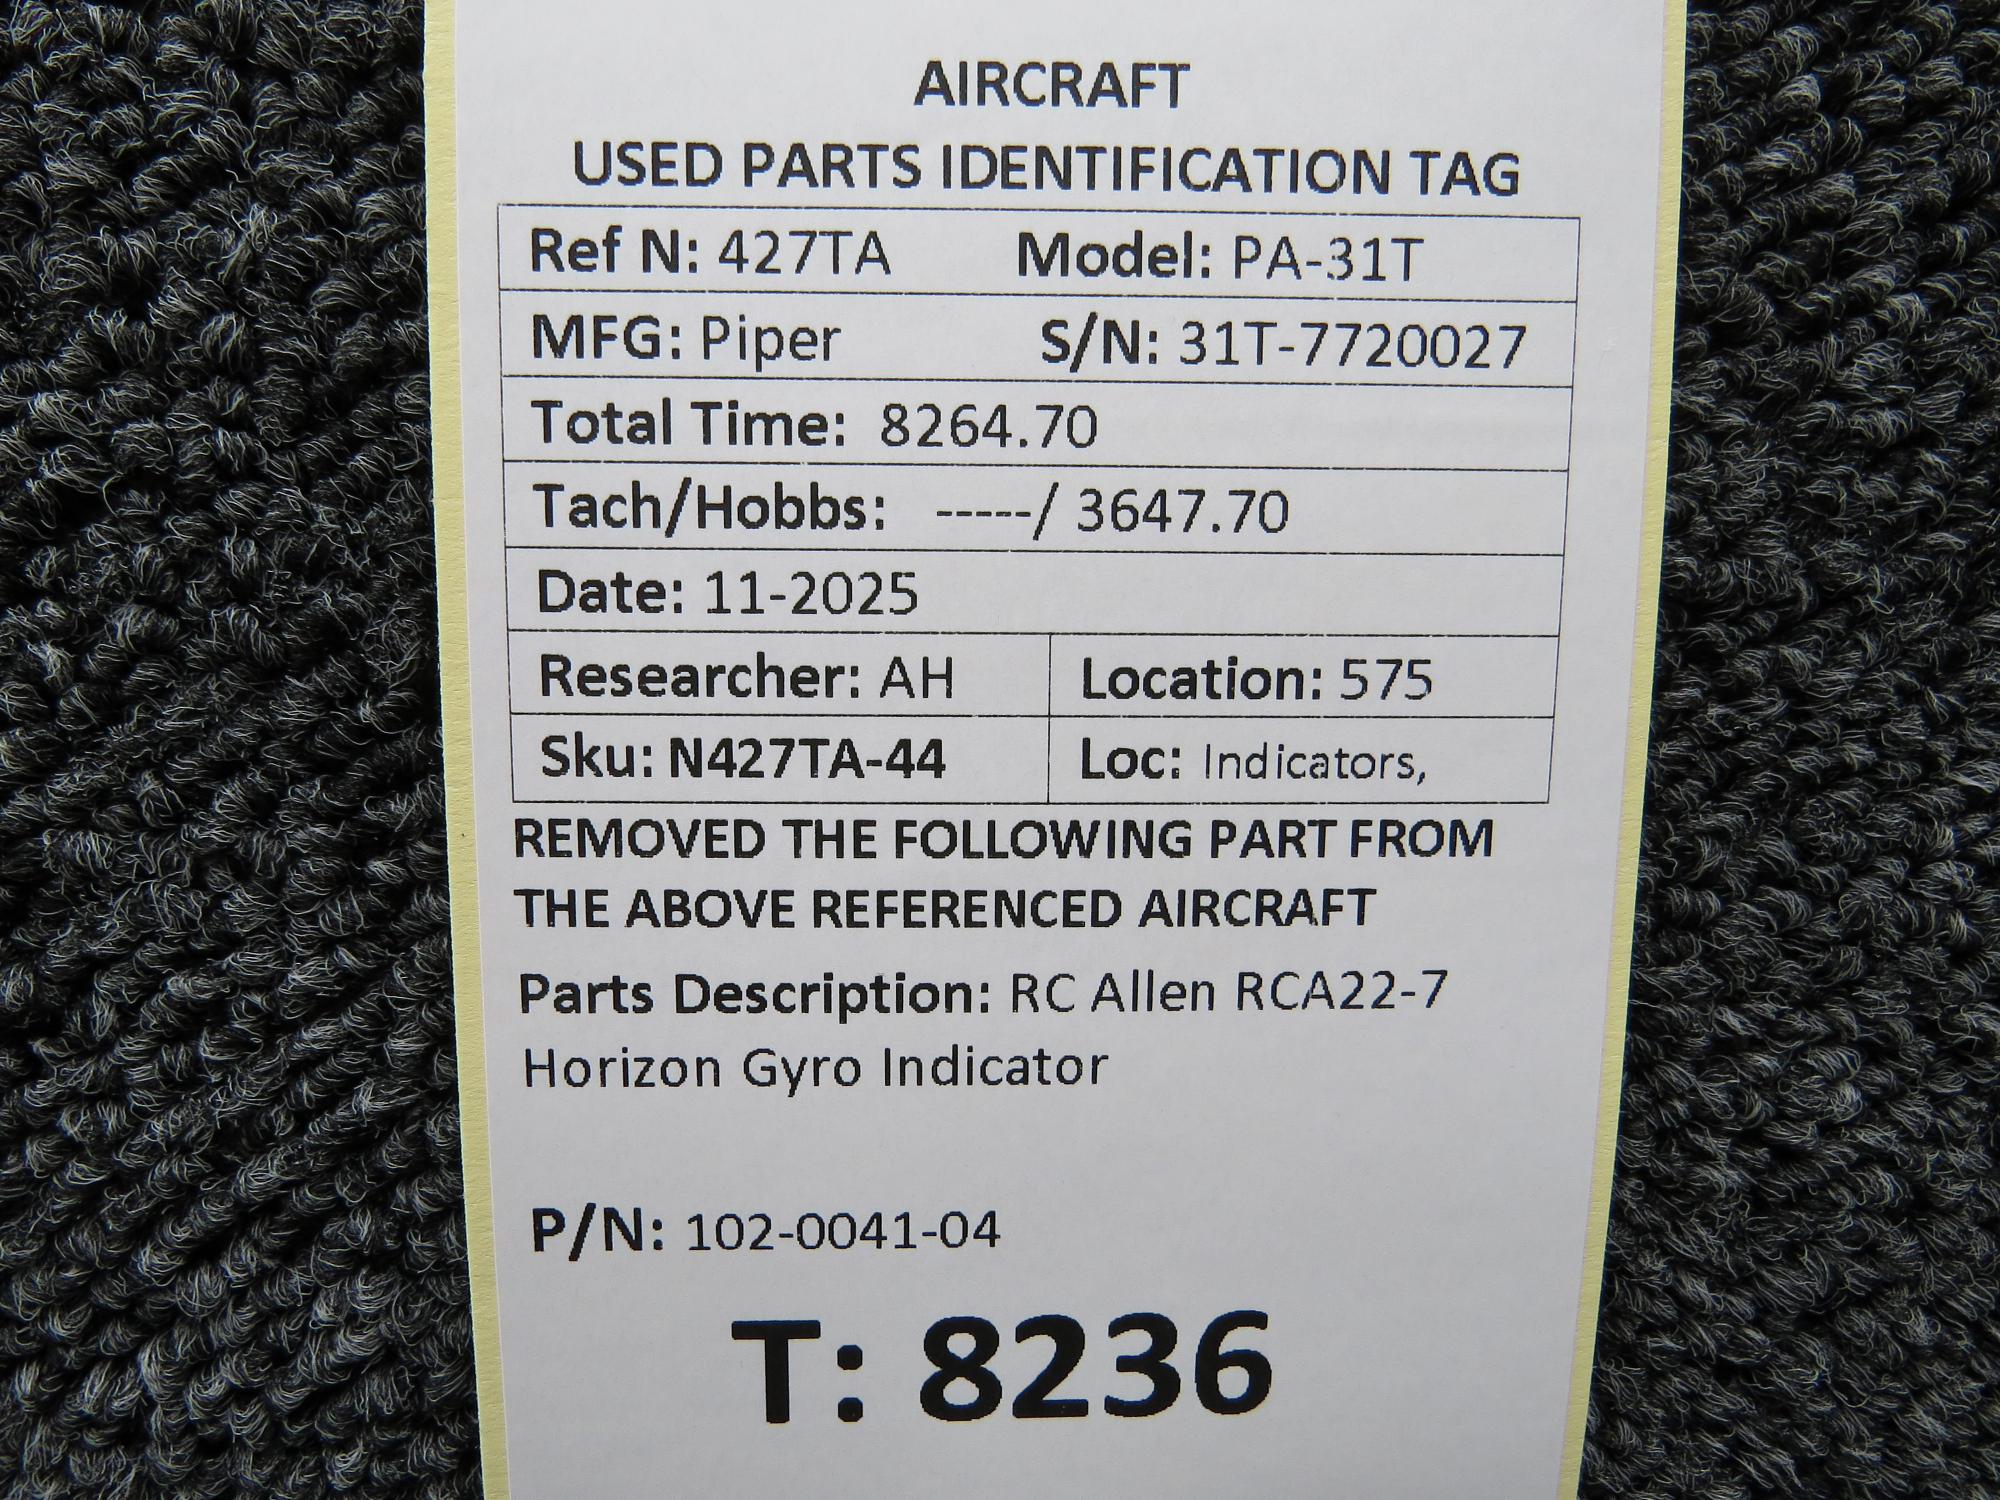 AIRCRAFT
USED PARTS IDENTIFICATION TAG
Ref N: 427TA Model: PA-31T
MFG: Piper S/N: 31T-7720027
Total Time: 8264.70
Tach/Hobbs: -----/ 3647.70
Date: 11-2025
Researcher: AH Location: 575
Sku: N427TA-44 Loc: Indicators,
REMOVED THE FOLLOWING PART FROM
THE ABOVE REFERENCED AIRCRAFT
Parts Description: RC Allen RCA22-7
Horizon Gyro Indicator
P/N: 102-0041-04
T: 8236